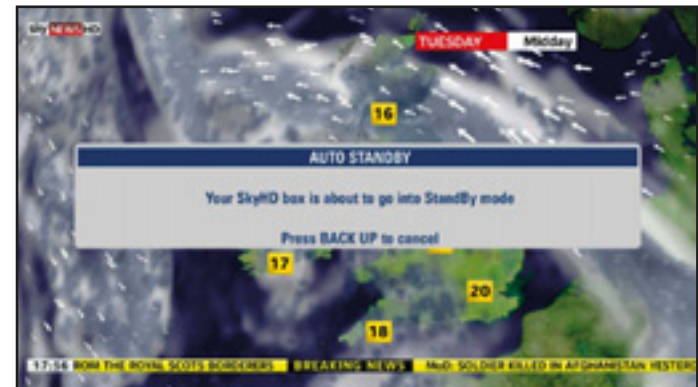 sky NEWS HD
TUESDAY Midday
16
AUTO STANDBY
Your SkyHD box is about to go into StandBy mode
Press BACK UP to cancel
17
20
18
17:56 ROM THE ROYAL SCOTS BORDERERS BREAKING NEWS MoD: SOLDIER KILLED IN AFGHANISTAN YESTER